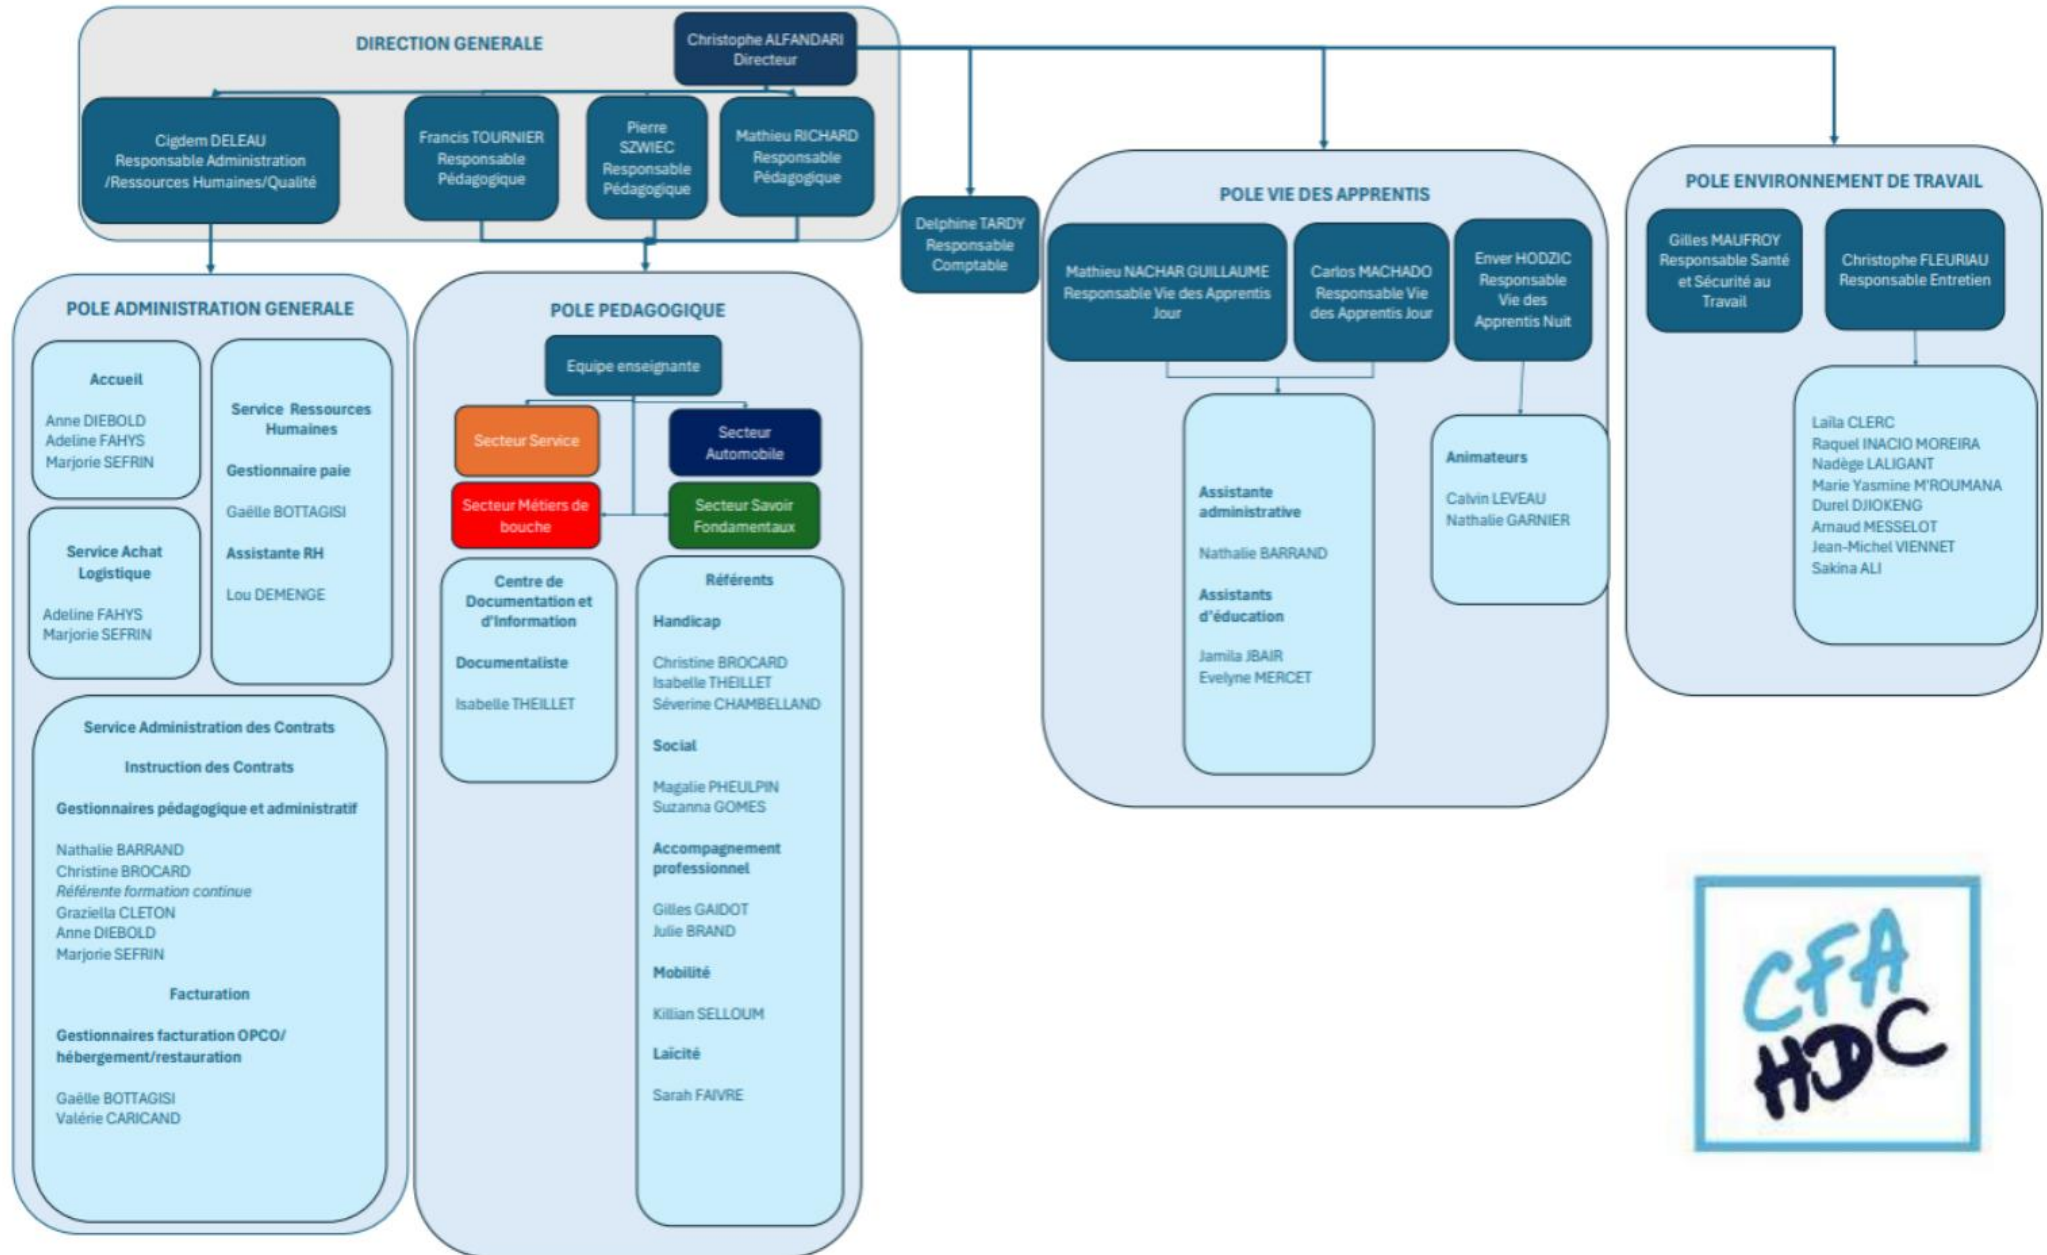 DIRECTION GENERALE
Christophe ALFANDARI
Directeur
Cigdem DELEAU
Responsable Administration
/Ressources Humaines/Qualité
Francis TOURNIER
Responsable
Pédagogique
Pierre
SZWIEC
Responsable
Pédagogique
Mathieu RICHARD
Responsable
Pédagogique
Delphine TARDY
Responsable
Comptable
POLE VIE DES APPRENTIS
Mathieu NACHAR GUILLAUME
Responsable Vie des Apprentis
Jour
Carlos MACHADO
Responsable Vie
des Apprentis Jour
Enver HODZIC
Responsable
Vie des
Apprentis Nuit
Assistante
administrative
Nathalie BARRAND
Assistants
d'éducation
Jamila JBAIR
Evelyne MERCET
Animateurs
Calvin LEVEAU
Nathalie GARNIER
POLE ENVIRONNEMENT DE TRAVAIL
Gilles MAUFROY
Responsable Santé
et Sécurité au
Travail
Christophe FLEURIAU
Responsable Entretien
Laïla CLERC
Raquel INACIO MOREIRA
Nadège LALIGANT
Marie Yasmine M'ROUMANA
Durel DJIOKENG
Arnaud MESSELOT
Jean-Michel VIENNET
Sakina ALI
POLE ADMINISTRATION GENERALE
Accueil
Anne DIEBOLD
Adeline FAHYS
Marjorie SEFRIN
Service Achat
Logistique
Adeline FAHYS
Marjorie SEFRIN
Service Ressources
Humaines
Gestionnaire paie
Gaëlle BOTTAGISI
Assistante RH
Lou DEMENGE
Service Administration des Contrats
Instruction des Contrats
Gestionnaires pédagogique et administratif
Nathalie BARRAND
Christine BROCARD
Référente formation continue
Graziella CLETON
Anne DIEBOLD
Marjorie SEFRIN
Facturation
Gestionnaires facturation OPCO/
hébergement/restauration
Gaëlle BOTTAGISI
Valérie CARICAND
POLE PEDAGOGIQUE
Equipe enseignante
Secteur Service
Secteur
Automobile
Secteur Métiers de
bouche
Secteur Savoir
Fondamentaux
Centre de
Documentation et
d'Information
Documentaliste
Isabelle THEILLET
Référents
Handicap
Christine BROCARD
Isabelle THEILLET
Séverine CHAMBELLAND
Social
Magalie PHEULPIN
Suzanna GOMES
Accompagnement
professionnel
Gilles GAIDOT
Julie BRAND
Mobilité
Killian SELLOUM
Laïcité
Sarah FAIVRE
CFA
HDC